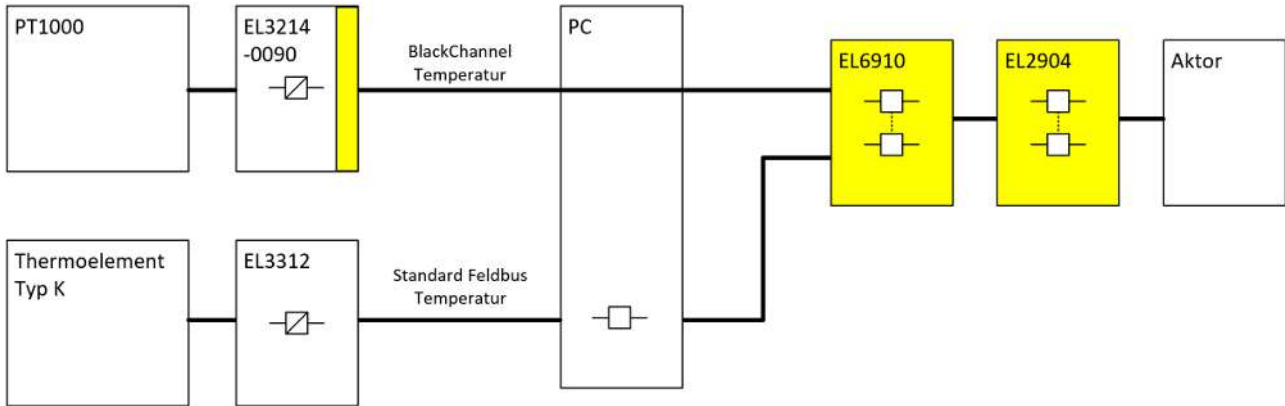 PT1000
EL3214
-0090
BlackChannel
Temperatur
PC
EL6910
EL2904
Aktor
Thermoelement
Typ K
EL3312
Standard Feldbus
Temperatur